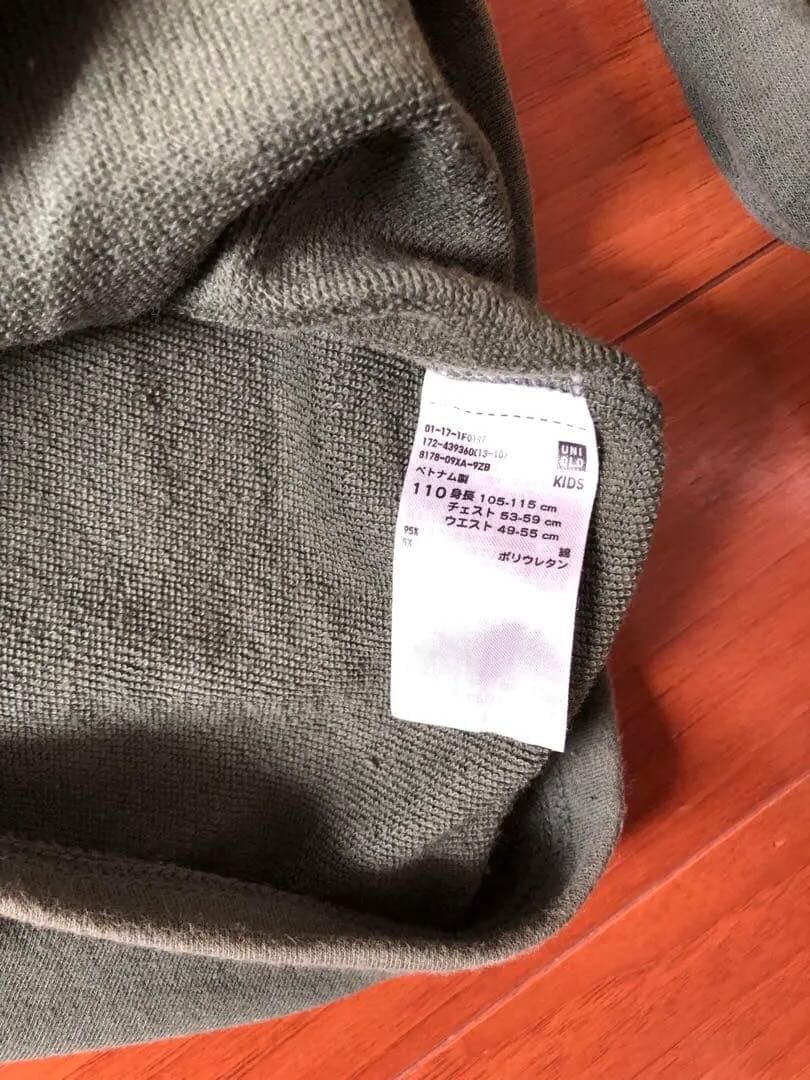 01-17-1F0197
172-439360(13-10)
8178-09XA-9ZB
ベトナム製
UNI
QLO
KIDS
110 身長 105-115 cm
チェスト 53-59 cm
ウエスト 49-55 cm
95% 綿
5% ポリウレタン